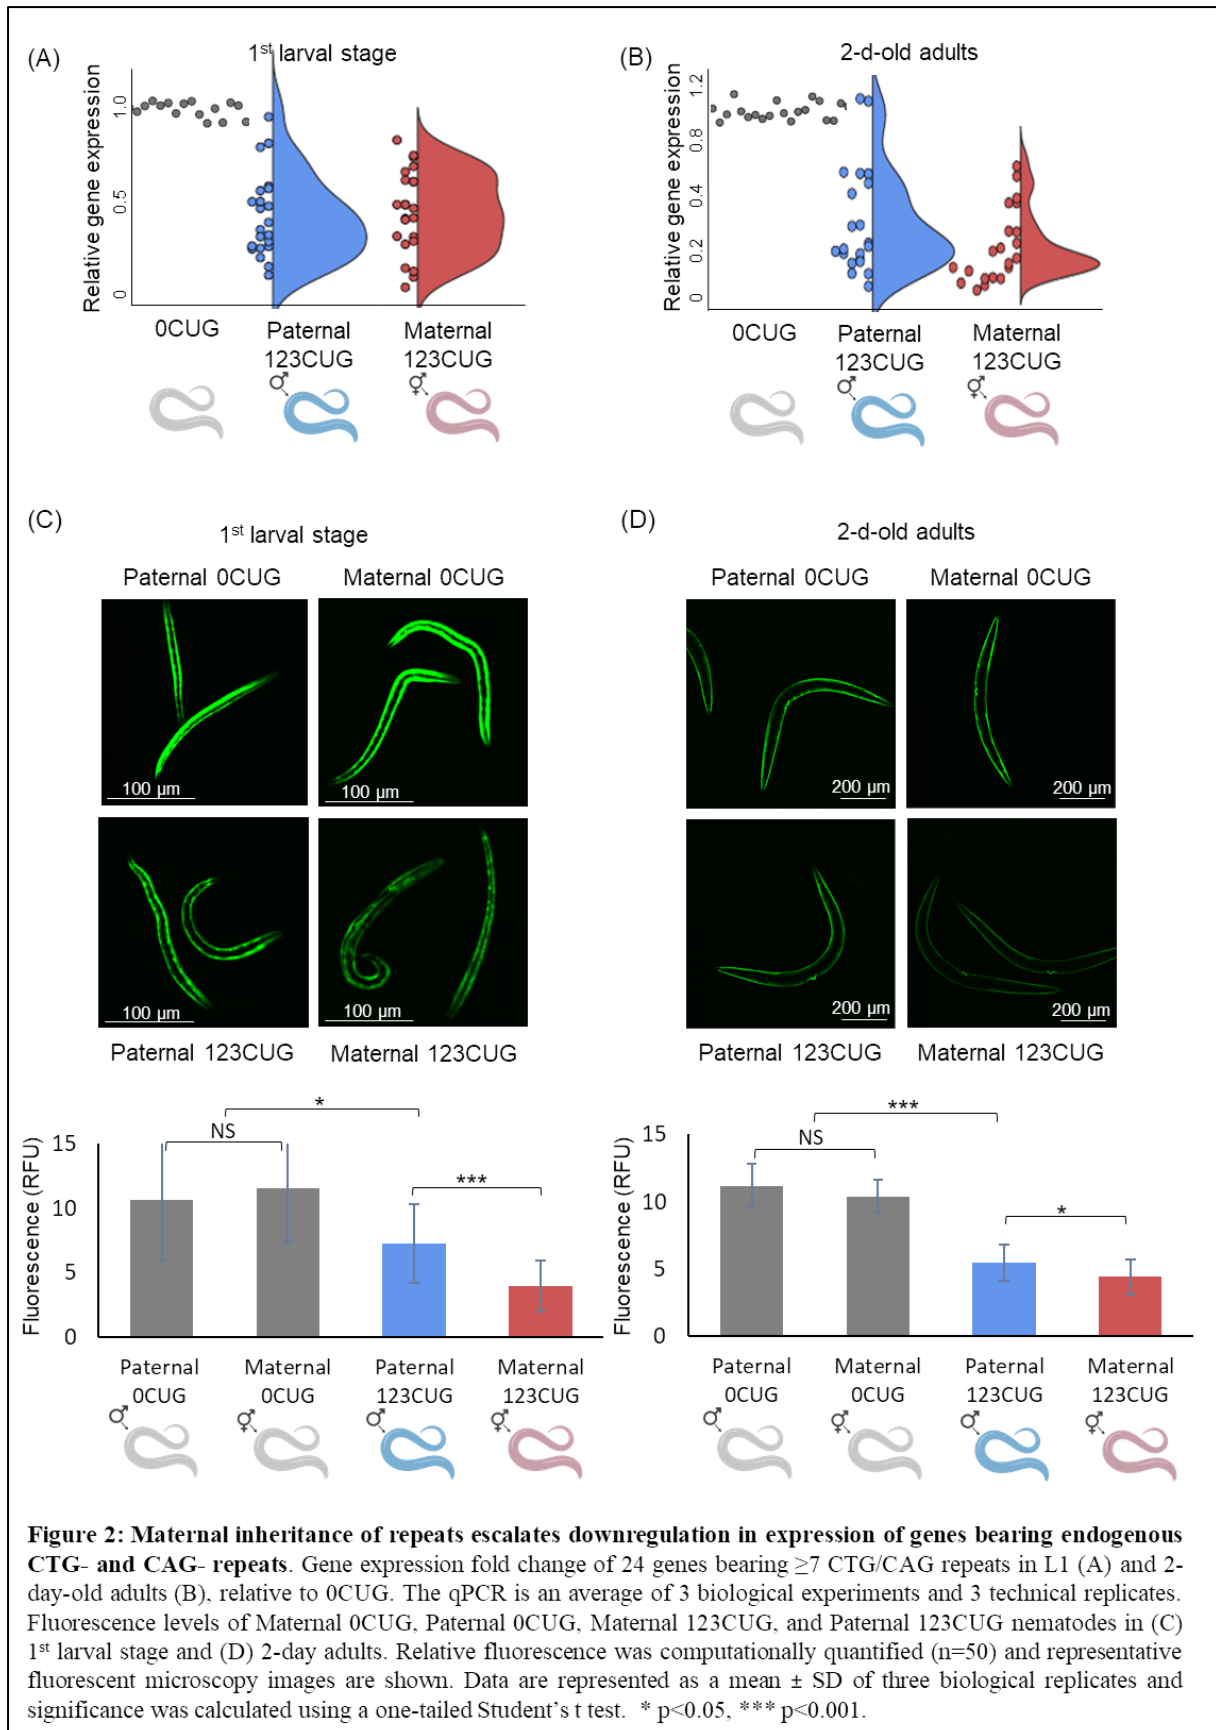 (A)
1st larval stage
Relative gene expression
1.0
0.5
0
0CUG
Paternal
123CUG
Maternal
123CUG
(B)
2-d-old adults
Relative gene expression
1.2
0.8
0.4
0.2
0
0CUG
Paternal
123CUG
Maternal
123CUG
(C)
1st larval stage
Paternal 0CUG
Maternal 0CUG
100 µm
100 µm
100 µm
100 µm
Paternal 123CUG
Maternal 123CUG
(D)
2-d-old adults
Paternal 0CUG
Maternal 0CUG
200 µm
200 µm
200 µm
200 µm
Paternal 123CUG
Maternal 123CUG
Fluorescence (RFU)
15
10
5
0
*
NS
***
Paternal
0CUG
Maternal
0CUG
Paternal
123CUG
Maternal
123CUG
Fluorescence (RFU)
15
10
5
0
***
NS
*
Paternal
0CUG
Maternal
0CUG
Paternal
123CUG
Maternal
123CUG
Figure 2: Maternal inheritance of repeats escalates downregulation in expression of genes bearing endogenous
CTG- and CAG- repeats. Gene expression fold change of 24 genes bearing ≥7 CTG/CAG repeats in L1 (A) and 2-
day-old adults (B), relative to 0CUG. The qPCR is an average of 3 biological experiments and 3 technical replicates.
Fluorescence levels of Maternal 0CUG, Paternal 0CUG, Maternal 123CUG, and Paternal 123CUG nematodes in (C)
1st larval stage and (D) 2-day adults. Relative fluorescence was computationally quantified (n=50) and representative
fluorescent microscopy images are shown. Data are represented as a mean ± SD of three biological replicates and
significance was calculated using a one-tailed Student's t test. * p<0.05, *** p<0.001.